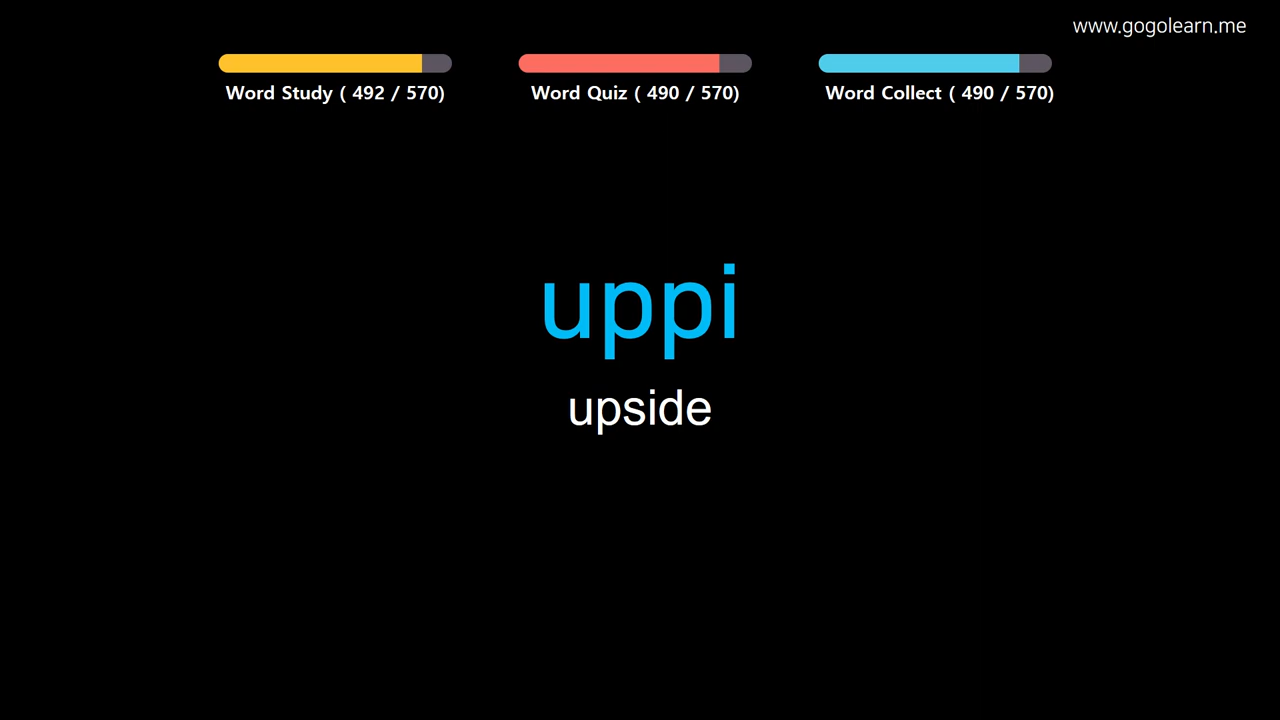 www.gogolearn.me
Word Study ( 492 / 570)
Word Quiz ( 490 / 570)
Word Collect ( 490 / 570)
uppi
upside